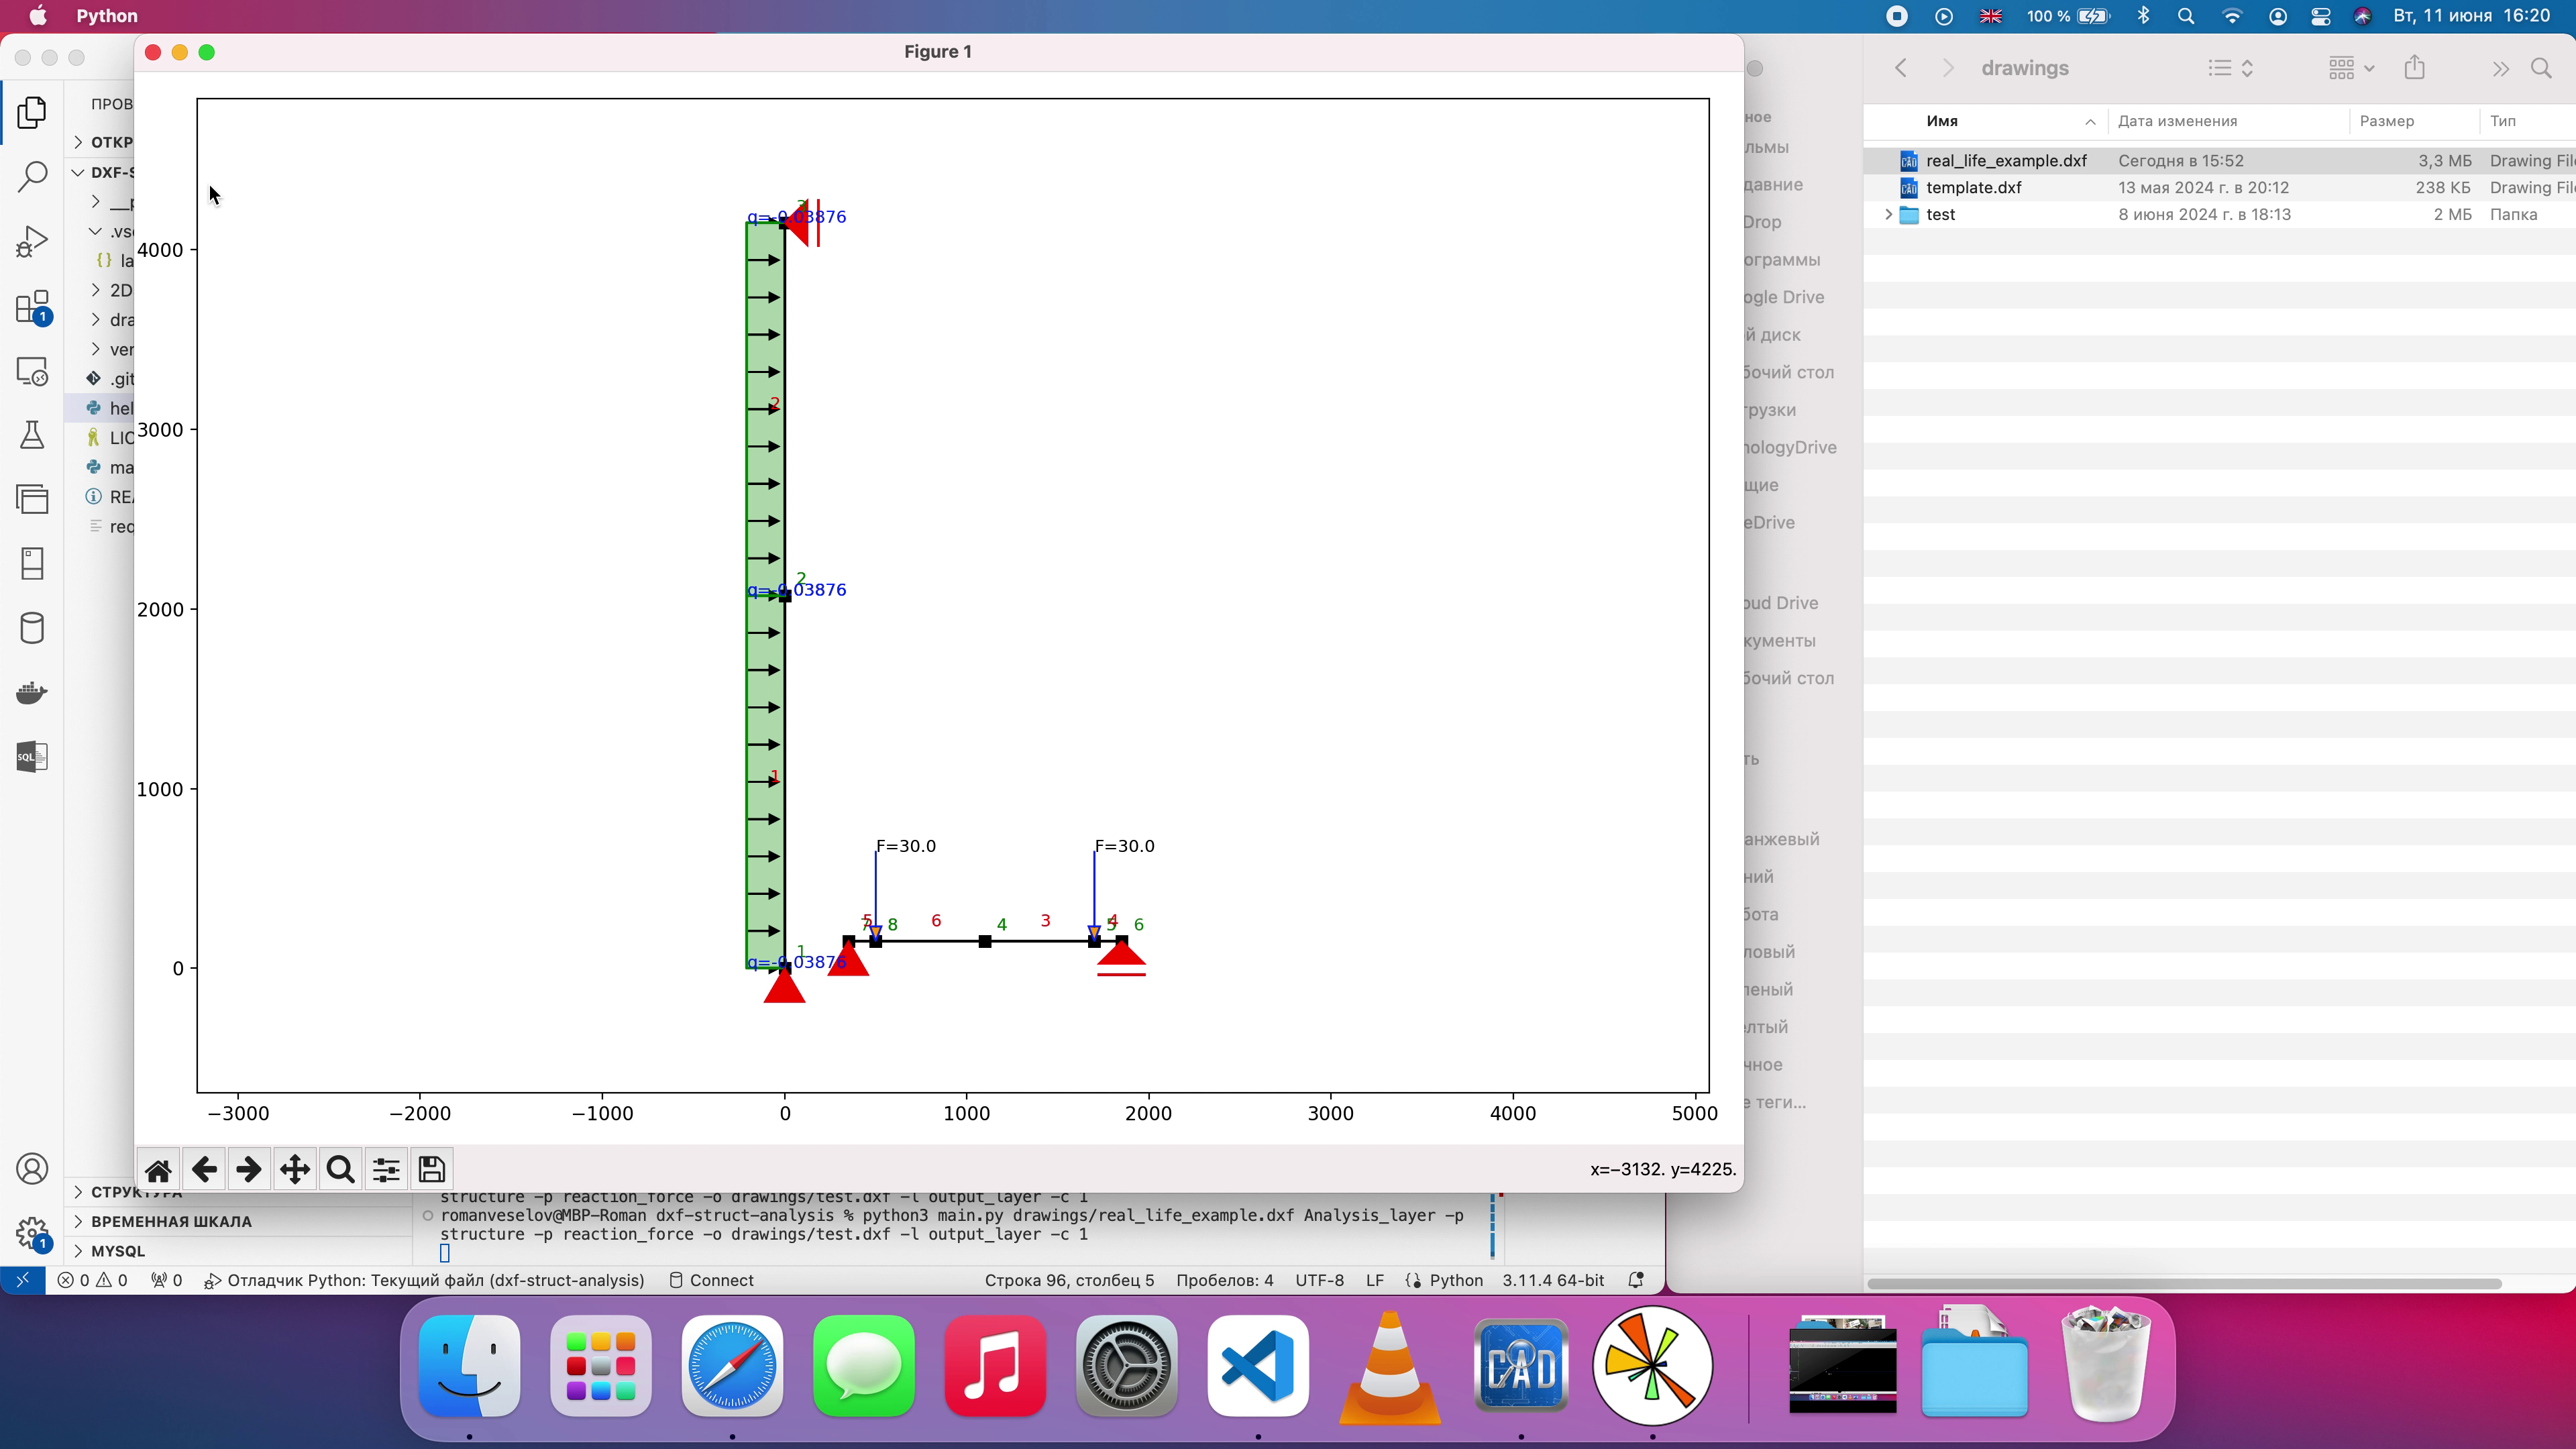 Python
100 %
Вт, 11 июня 16:20
Figure 1
drawings
ПРОВ
ОТКР
DXF-S
.vsc
la
2D
dra
ver
.git
hel
LIC
ma
REA
req
СТРУКТУРА
ВРЕМЕННАЯ ШКАЛА
MYSQL
4000
3000
2000
1000
0
−3000
−2000
−1000
0
1000
2000
3000
4000
5000
3
q=-0.03876
2
2
q=-0.03876
1
1
q=-0.03876
F=30.0
F=30.0
5
7
8
6
4
3
5
4
6
x=−3132. y=4225.
ное
льмы
давние
Drop
ограммы
ogle Drive
й диск
бочий стол
грузки
nologyDrive
щие
eDrive
oud Drive
кументы
бочий стол
ть
анжевый
ний
бота
ловый
леный
елтый
чное
е теги...
Имя
Дата изменения
Размер
Тип
real_life_example.dxf
Сегодня в 15:52
3,3 МБ
Drawing File
template.dxf
13 мая 2024 г. в 20:12
238 КБ
Drawing File
test
8 июня 2024 г. в 18:13
2 МБ
Папка
structure -p reaction_force -o drawings/test.dxf -l output_layer -c 1
romanveselov@MBP-Roman dxf-struct-analysis % python3 main.py drawings/real_life_example.dxf Analysis_layer -p
structure -p reaction_force -o drawings/test.dxf -l output_layer -c 1
0
0
0
Отладчик Python: Текущий файл (dxf-struct-analysis)
Connect
Строка 96, столбец 5
Пробелов: 4
UTF-8
LF
Python
3.11.4 64-bit
1
1
SQL
CAD